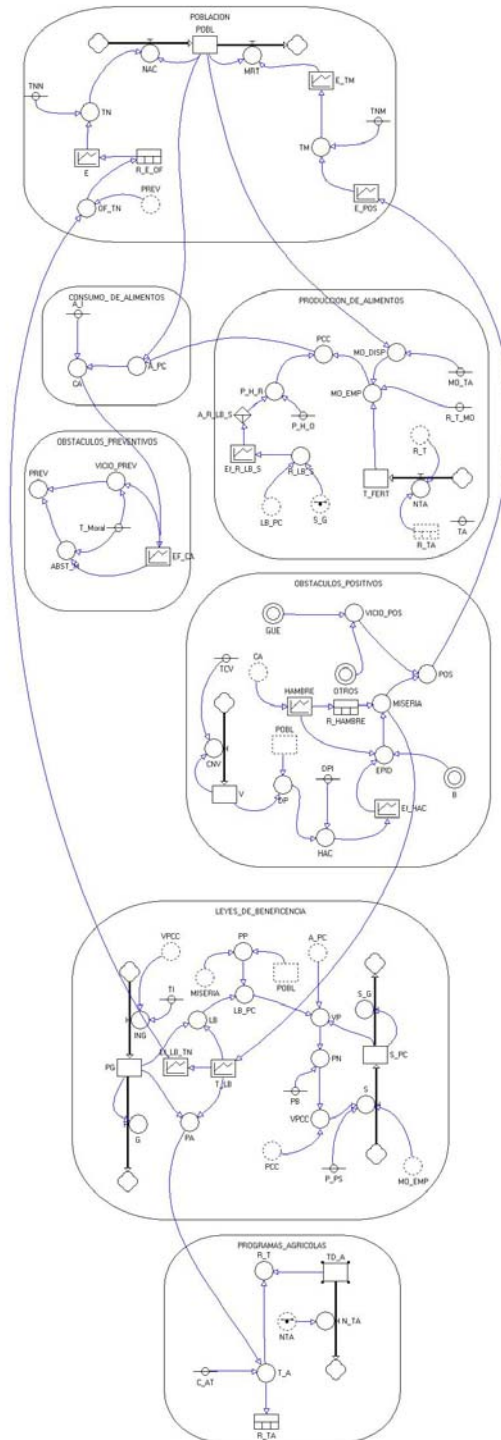 POBLACION
POBL
NAC
MRT
TNN
E_TM
TN
TNM
TM
E
R_E_OF
PREV
OF_TN
E_POS
CONSUMO_DE_ALIMENTOS
A_I
CA
A_PC
PRODUCCION_DE_ALIMENTOS
PCC
MO_DISP
P_H_R
MO_EMP
MO_TA
A_R_LB_S
P_H_O
R_T_MO
R_T
EI_R_LB_S
R_LB_S
T_FERT
NTA
LB_PC
S_G
R_TA
TA
OBSTACULOS_PREVENTIVOS
PREV
VICIO_PREV
T_Moral
ABST_M
EF_CA
OBSTACULOS_POSITIVOS
GUE
VICIO_POS
TCV
CA
OTROS
POS
HAMBRE
R_HAMBRE
MISERIA
CNV
H
POBL
DPI
EPID
B
V
DP
EI_HAC
HAC
LEYES_DE_BENEFICENCIA
VPCC
PP
A_PC
MISERIA
POBL
TI
S_G
H
ING
LB
LB_PC
VP
PG
EI_LB_TN
T_LB
S_PC
PN
PB
S
H
G
PA
VPCC
PCC
P_PS
MO_EMP
PROGRAMAS_AGRICOLAS
R_T
TD_A
NTA
H N_TA
C_AT
T_A
R_TA